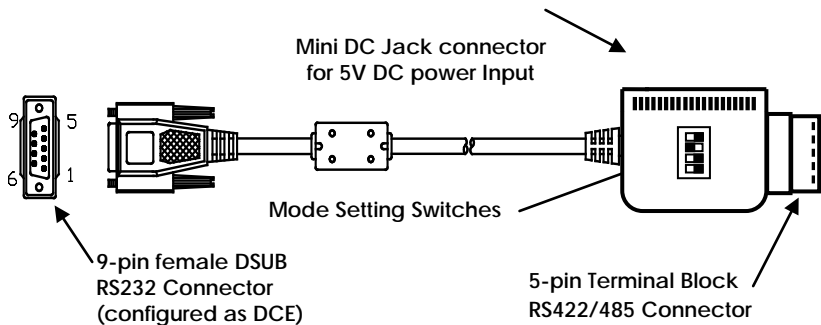 Mini DC Jack connector
for 5V DC power Input
9 5
6 1
Mode Setting Switches
9-pin female DSUB
RS232 Connector
(configured as DCE)
5-pin Terminal Block
RS422/485 Connector